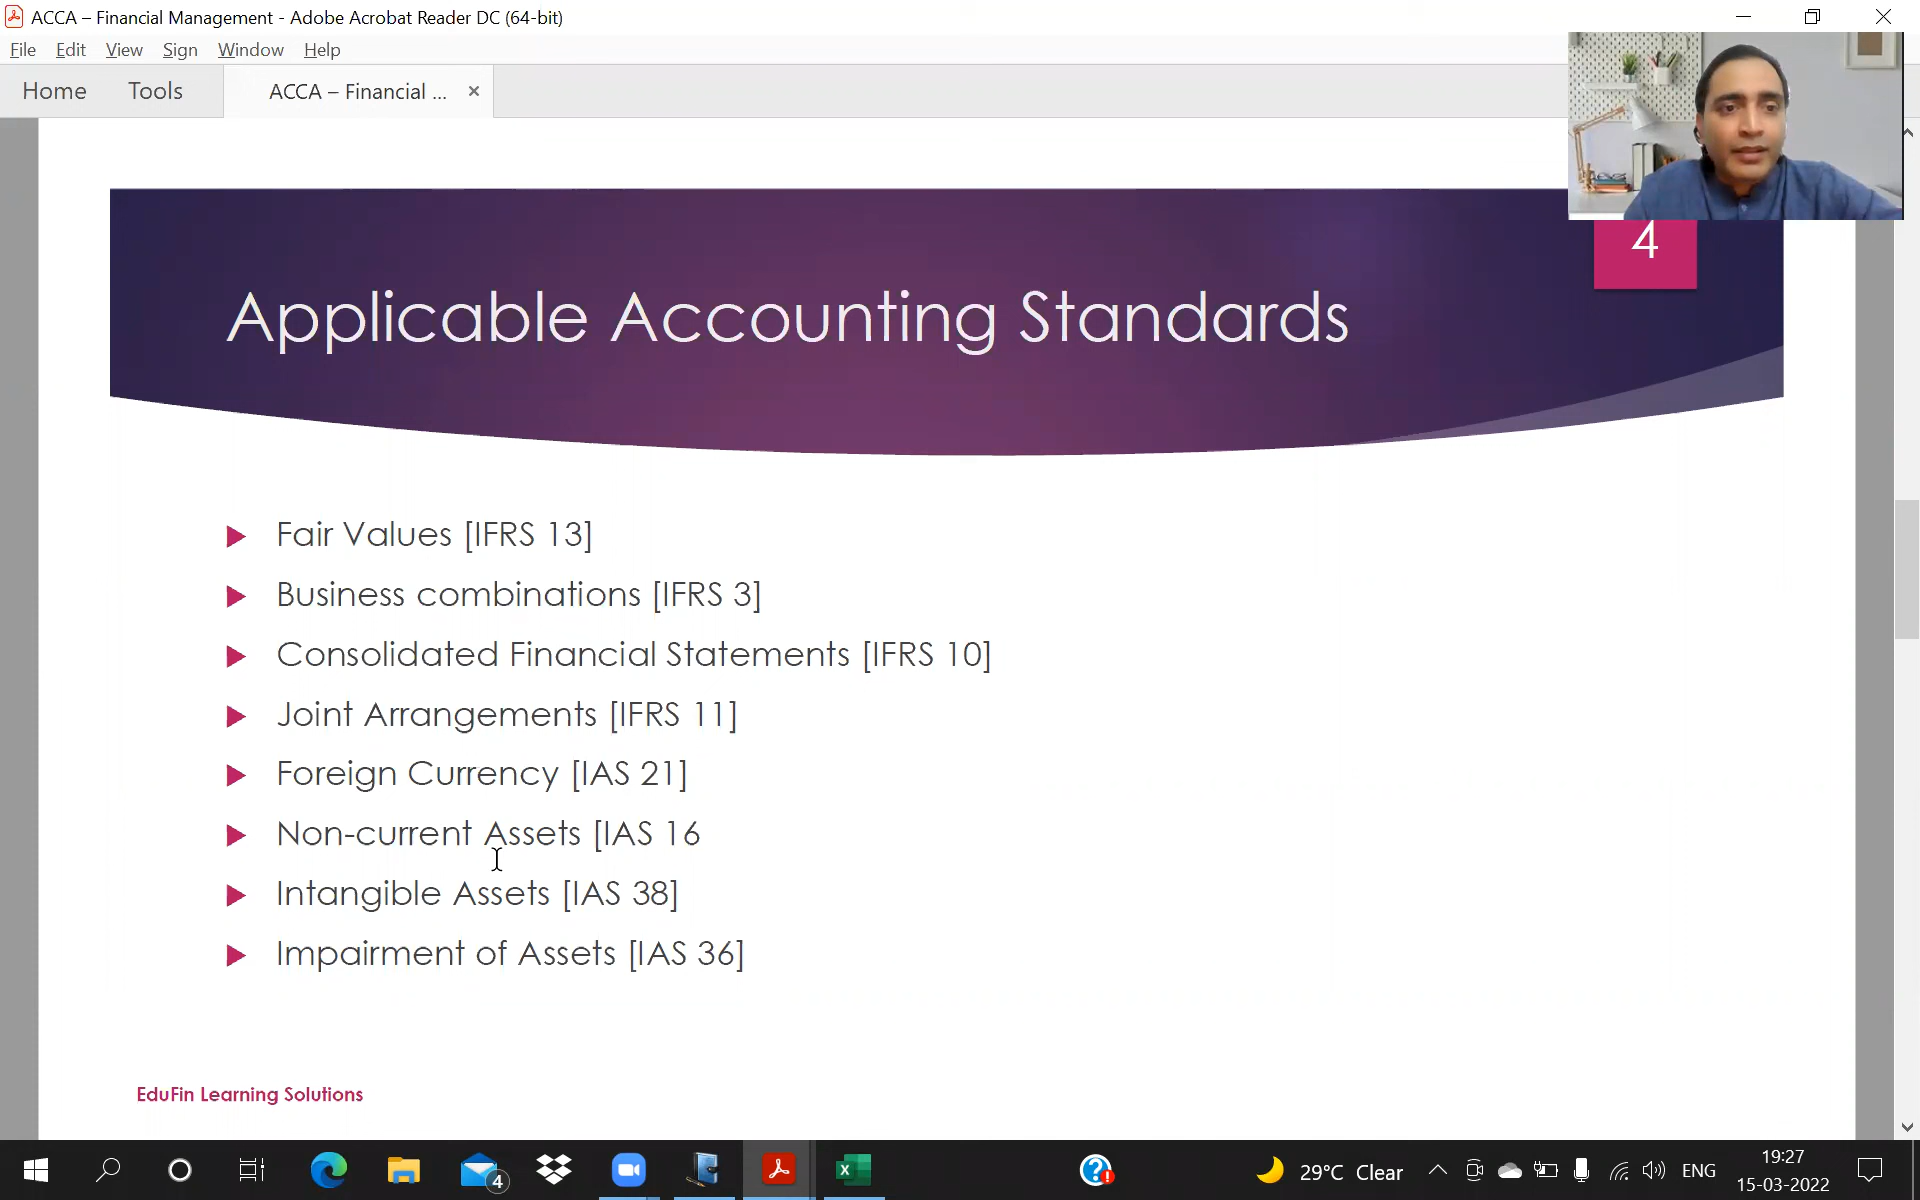 ACCA – Financial Management - Adobe Acrobat Reader DC (64-bit)
File Edit View Sign Window Help
Home Tools ACCA – Financial ...
4
Applicable Accounting Standards
Fair Values [IFRS 13]
Business combinations [IFRS 3]
Consolidated Financial Statements [IFRS 10]
Joint Arrangements [IFRS 11]
Foreign Currency [IAS 21]
Non-current Assets [IAS 16
Intangible Assets [IAS 38]
Impairment of Assets [IAS 36]
EduFin Learning Solutions
4
29°C Clear
ENG
19:27
15-03-2022